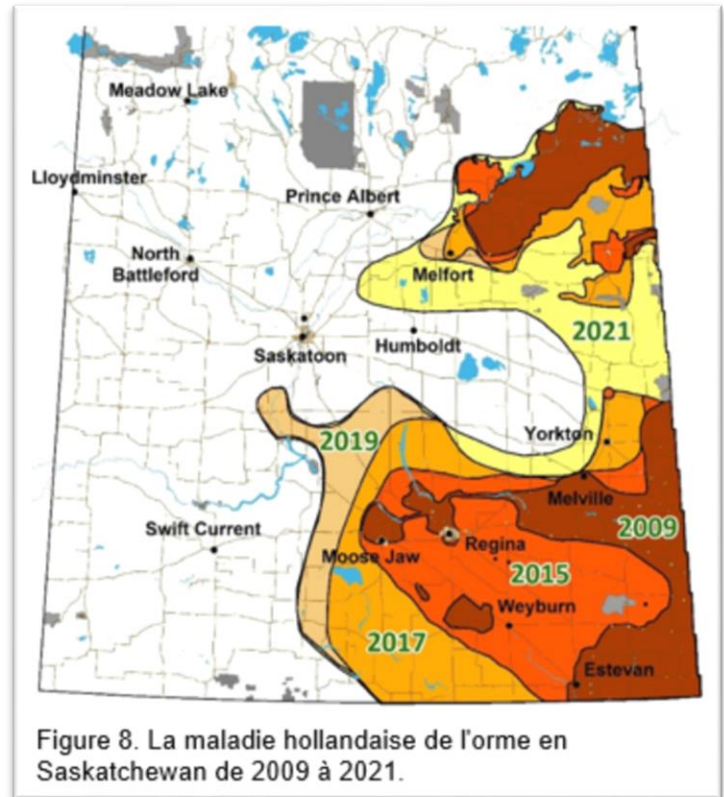 Meadow Lake
Lloydminster
Prince Albert
North
Battleford
Melfort
2021
Saskatoon
Humboldt
2019
Yorkton
Melville
Swift Current
2009
Moose Jaw
Regina
2015
Weyburn
2017
Estevan
Figure 8. La maladie hollandaise de l'orme en
Saskatchewan de 2009 à 2021.